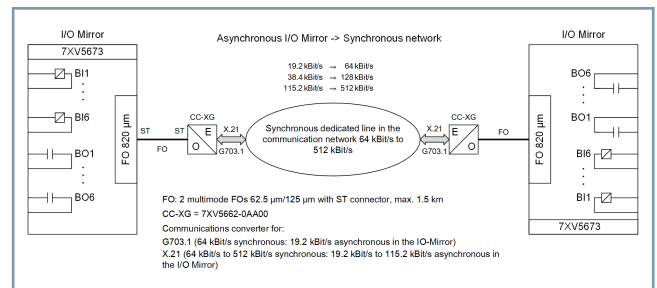 I/O Mirror
7XV5673
BI1
BI6
BO1
BO6
FO 820 µm
ST
FO
ST
Asynchronous I/O Mirror -> Synchronous network
19.2 kBit/s → 64 kBit/s
38.4 kBit/s → 128 kBit/s
115.2 kBit/s → 512 kBit/s
CC-XG
E
O
X.21
G703.1
Synchronous dedicated line in the
communication network 64 kBit/s to
512 kBit/s
X.21
G703.1
CC-XG
E
O
FO
I/O Mirror
FO 820 µm
BO6
BO1
BI6
BI1
7XV5673
FO: 2 multimode FOs 62.5 µm/125 µm with ST connector, max. 1.5 km
CC-XG = 7XV5662-0AA00
Communications converter for:
G703.1 (64 kBit/s synchronous: 19.2 kBit/s asynchronous in the IO-Mirror)
X.21 (64 kBit/s to 512 kBit/s synchronous: 19.2 to 115.2 kBit/s asynchronous in
the I/O Mirror)